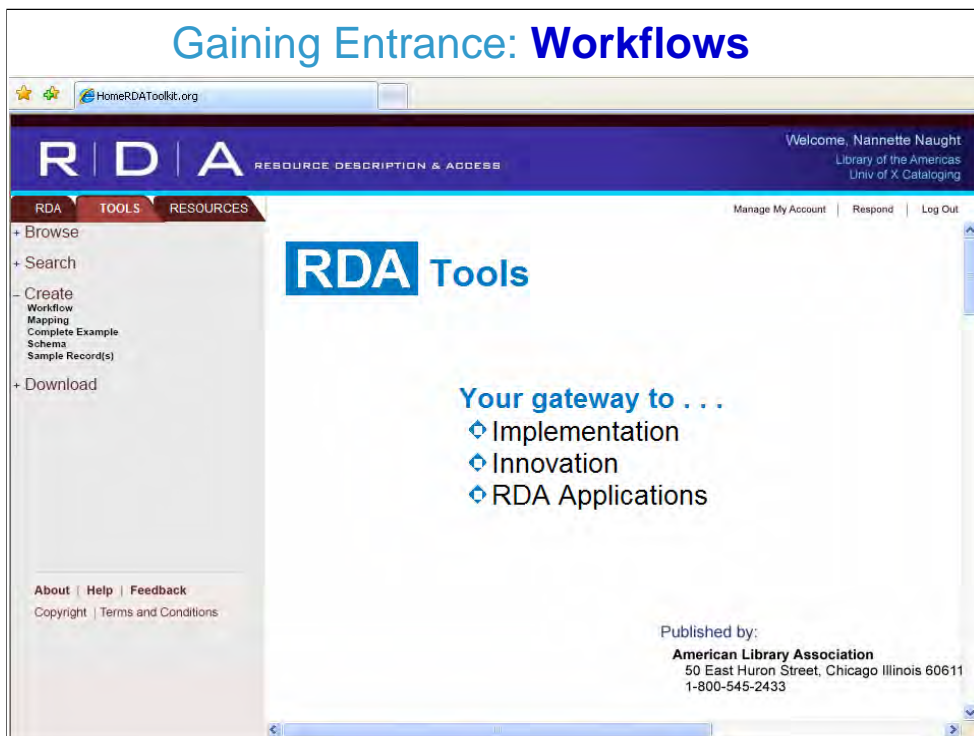 Gaining Entrance: Workflows
HomeRDAToolkit.org
R|D|A RESOURCE DESCRIPTION & ACCESS
Welcome, Nannette Naught
Library of the Americas
Univ of X Cataloging
RDA TOOLS RESOURCES
Manage My Account | Respond | Log Out
+ Browse
+ Search
– Create
Workflow
Mapping
Complete Example
Schema
Sample Record(s)
+ Download
RDA Tools
Your gateway to . . .
Implementation
Innovation
RDA Applications
About | Help | Feedback
Copyright | Terms and Conditions
Published by:
American Library Association
50 East Huron Street, Chicago Illinois 60611
1-800-545-2433